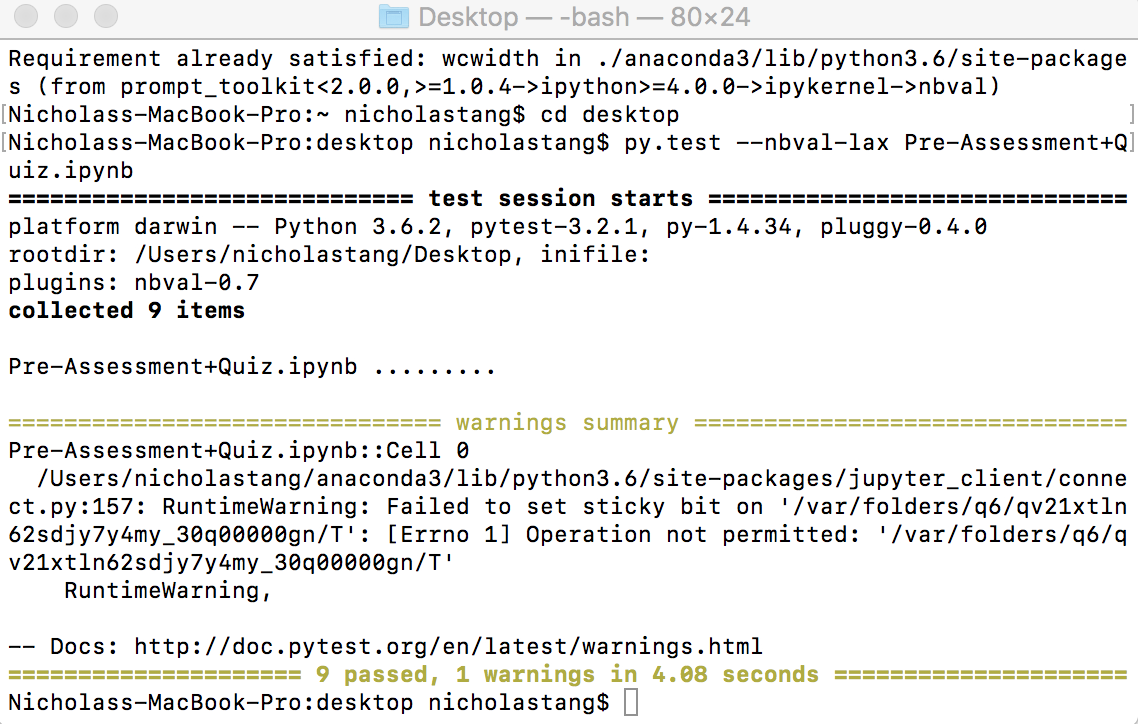 Desktop — -bash — 80×24
Requirement already satisfied: wcwidth in ./anaconda3/lib/python3.6/site-package
s (from prompt_toolkit<2.0.0,>=1.0.4->ipython>=4.0.0->ipykernel->nbval)
[Nicholass-MacBook-Pro:~ nicholastang$ cd desktop ]
[Nicholass-MacBook-Pro:desktop nicholastang$ py.test --nbval-lax Pre-Assessment+Q]
uiz.ipynb
============================= test session starts ==============================
platform darwin -- Python 3.6.2, pytest-3.2.1, py-1.4.34, pluggy-0.4.0
rootdir: /Users/nicholastang/Desktop, inifile:
plugins: nbval-0.7
collected 9 items
Pre-Assessment+Quiz.ipynb .........
=============================== warnings summary ===============================
Pre-Assessment+Quiz.ipynb::Cell 0
  /Users/nicholastang/anaconda3/lib/python3.6/site-packages/jupyter_client/conne
ct.py:157: RuntimeWarning: Failed to set sticky bit on '/var/folders/q6/qv21xtln
62sdjy7y4my_30q00000gn/T': [Errno 1] Operation not permitted: '/var/folders/q6/q
v21xtln62sdjy7y4my_30q00000gn/T'
    RuntimeWarning,
-- Docs: http://doc.pytest.org/en/latest/warnings.html
===================== 9 passed, 1 warnings in 4.08 seconds =====================
Nicholass-MacBook-Pro:desktop nicholastang$